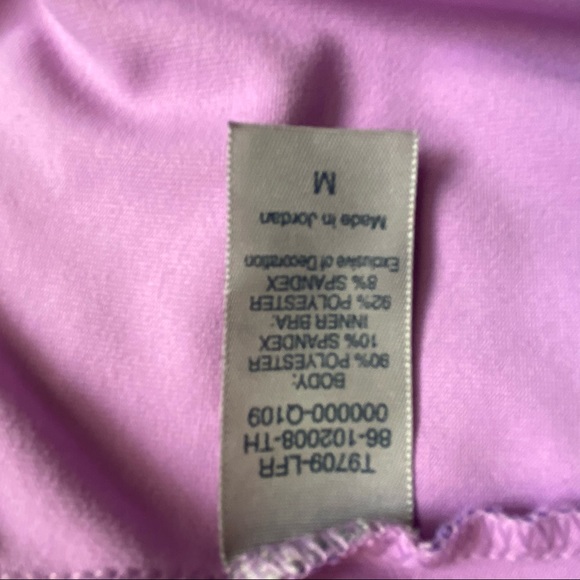 T9709-LFR
86-102008-TH
000000-Q109
BODY:
90% POLYESTER
10% SPANDEX
INNER BRA:
92% POLYESTER
8% SPANDEX
Exclusive of Decoration
Made in Jordan
M